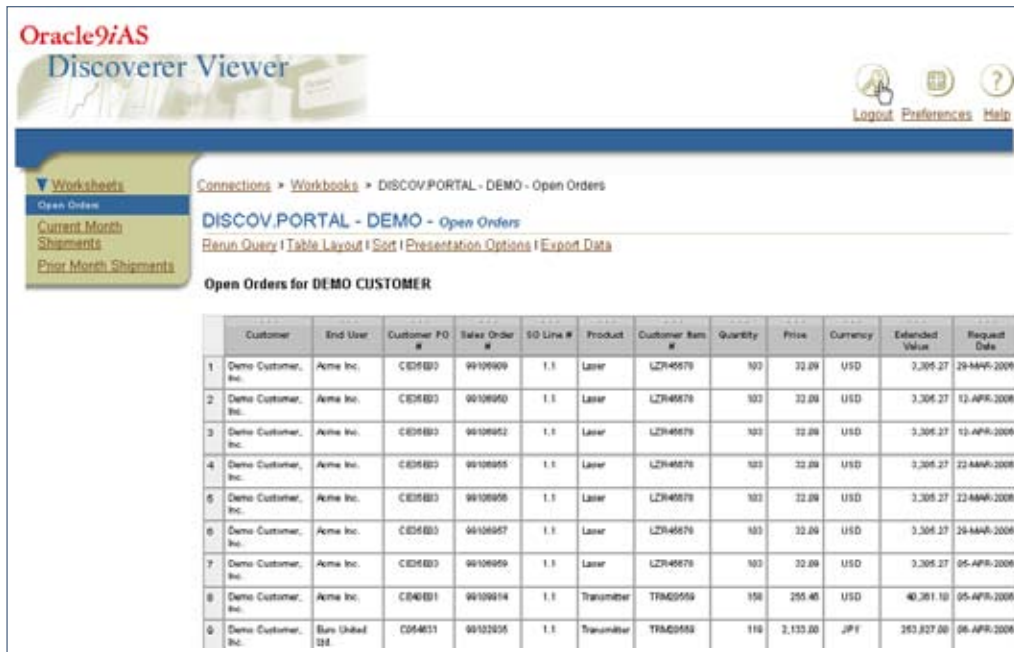 Oracle9iAS
Discoverer Viewer
Logout Preferences Help
Worksheets
Open Orders
Current Month
Shipments
Prior Month Shipments
Connections > Workbooks > DISCOV.PORTAL - DEMO - Open Orders
DISCOV.PORTAL - DEMO - Open Orders
Rerun Query | Table Layout | Sort | Presentation Options | Export Data
Open Orders for DEMO CUSTOMER
Customer End User Customer PO # Sales Order # SO Line # Product Customer Item # Quantity Price Currency Extended Value Request Date
1 Demo Customer, Inc. Acme Inc. 1.1 Laser 103 32.09 USD 3,305.27 29-MAR-2006
2 Demo Customer, Inc. Acme Inc. 1.1 Laser 103 32.09 USD 3,305.27 12-APR-2006
3 Demo Customer, Inc. Acme Inc. 1.1 Laser 103 32.09 USD 3,305.27 12-APR-2006
4 Demo Customer, Inc. Acme Inc. 1.1 Laser 103 32.09 USD 3,305.27 22-MAR-2006
5 Demo Customer, Inc. Acme Inc. 1.1 Laser 103 32.09 USD 3,305.27 22-MAR-2006
6 Demo Customer, Inc. Acme Inc. 1.1 Laser 103 32.09 USD 3,305.27 29-MAR-2006
7 Demo Customer, Inc. Acme Inc. 1.1 Laser 103 32.09 USD 3,305.27 05-APR-2006
8 Demo Customer, Inc. Acme Inc. 1.1 Transmitter 158 USD 05-APR-2006
9 Demo Customer, Inc. Euro United Ltd. 1.1 Transmitter 119 2,133.00 JPY 253,827.00